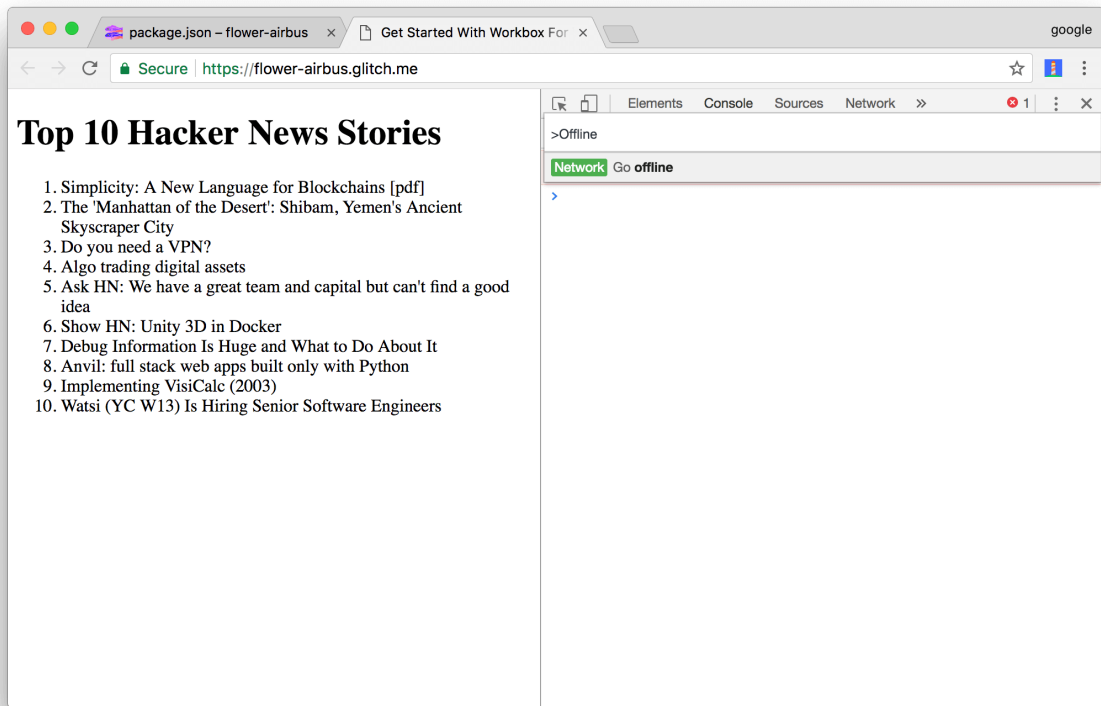 package.json – flower-airbus
Get Started With Workbox For
google
Secure https://flower-airbus.glitch.me
Top 10 Hacker News Stories
1. Simplicity: A New Language for Blockchains [pdf]
2. The 'Manhattan of the Desert': Shibam, Yemen's Ancient
Skyscraper City
3. Do you need a VPN?
4. Algo trading digital assets
5. Ask HN: We have a great team and capital but can't find a good
idea
6. Show HN: Unity 3D in Docker
7. Debug Information Is Huge and What to Do About It
8. Anvil: full stack web apps built only with Python
9. Implementing VisiCalc (2003)
10. Watsi (YC W13) Is Hiring Senior Software Engineers
Elements Console Sources Network » 1
>Offline
Network Go offline
>